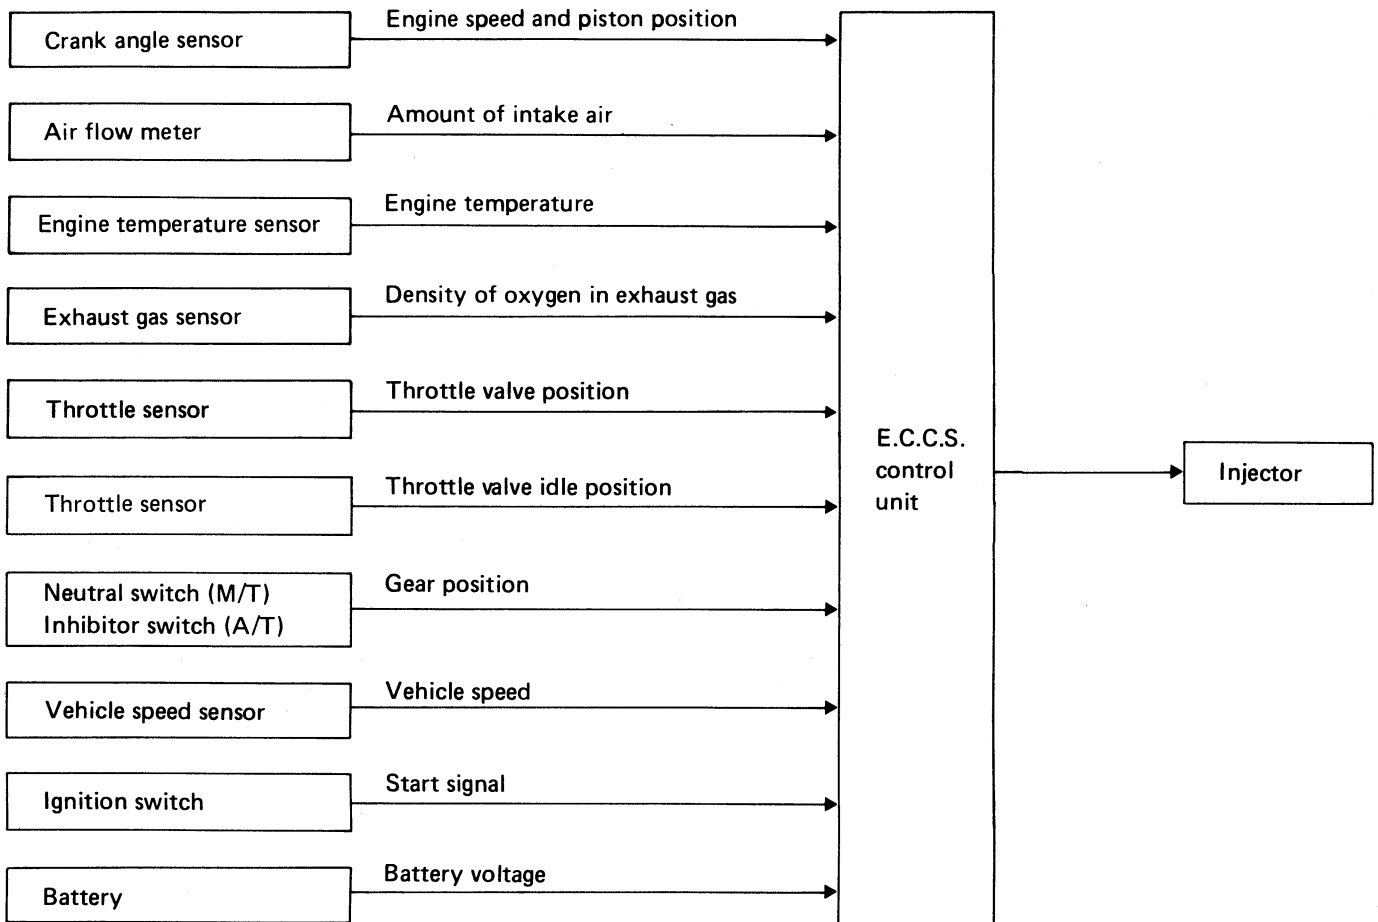 Crank angle sensor
Engine speed and piston position
Air flow meter
Amount of intake air
Engine temperature sensor
Engine temperature
Exhaust gas sensor
Density of oxygen in exhaust gas
Throttle sensor
Throttle valve position
Throttle sensor
Throttle valve idle position
Neutral switch (M/T)
Inhibitor switch (A/T)
Gear position
Vehicle speed sensor
Vehicle speed
Ignition switch
Start signal
Battery
Battery voltage
E.C.C.S.
control
unit
Injector